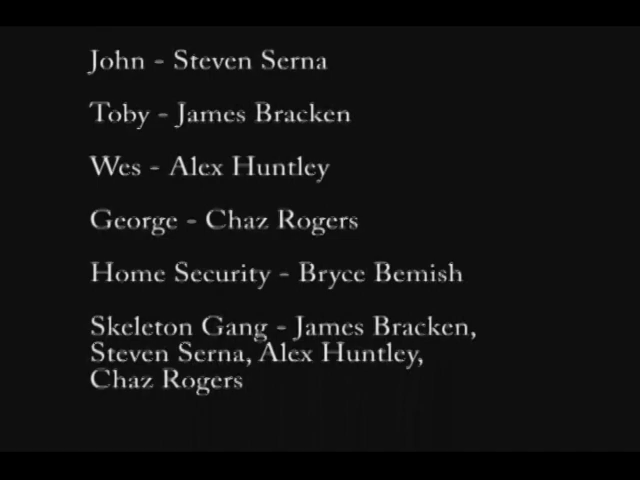 John - Steven Serna
Toby - James Bracken
Wes - Alex Huntley
George - Chaz Rogers
Home Security - Bryce Bemish
Skeleton Gang - James Bracken,
Steven Serna, Alex Huntley,
Chaz Rogers